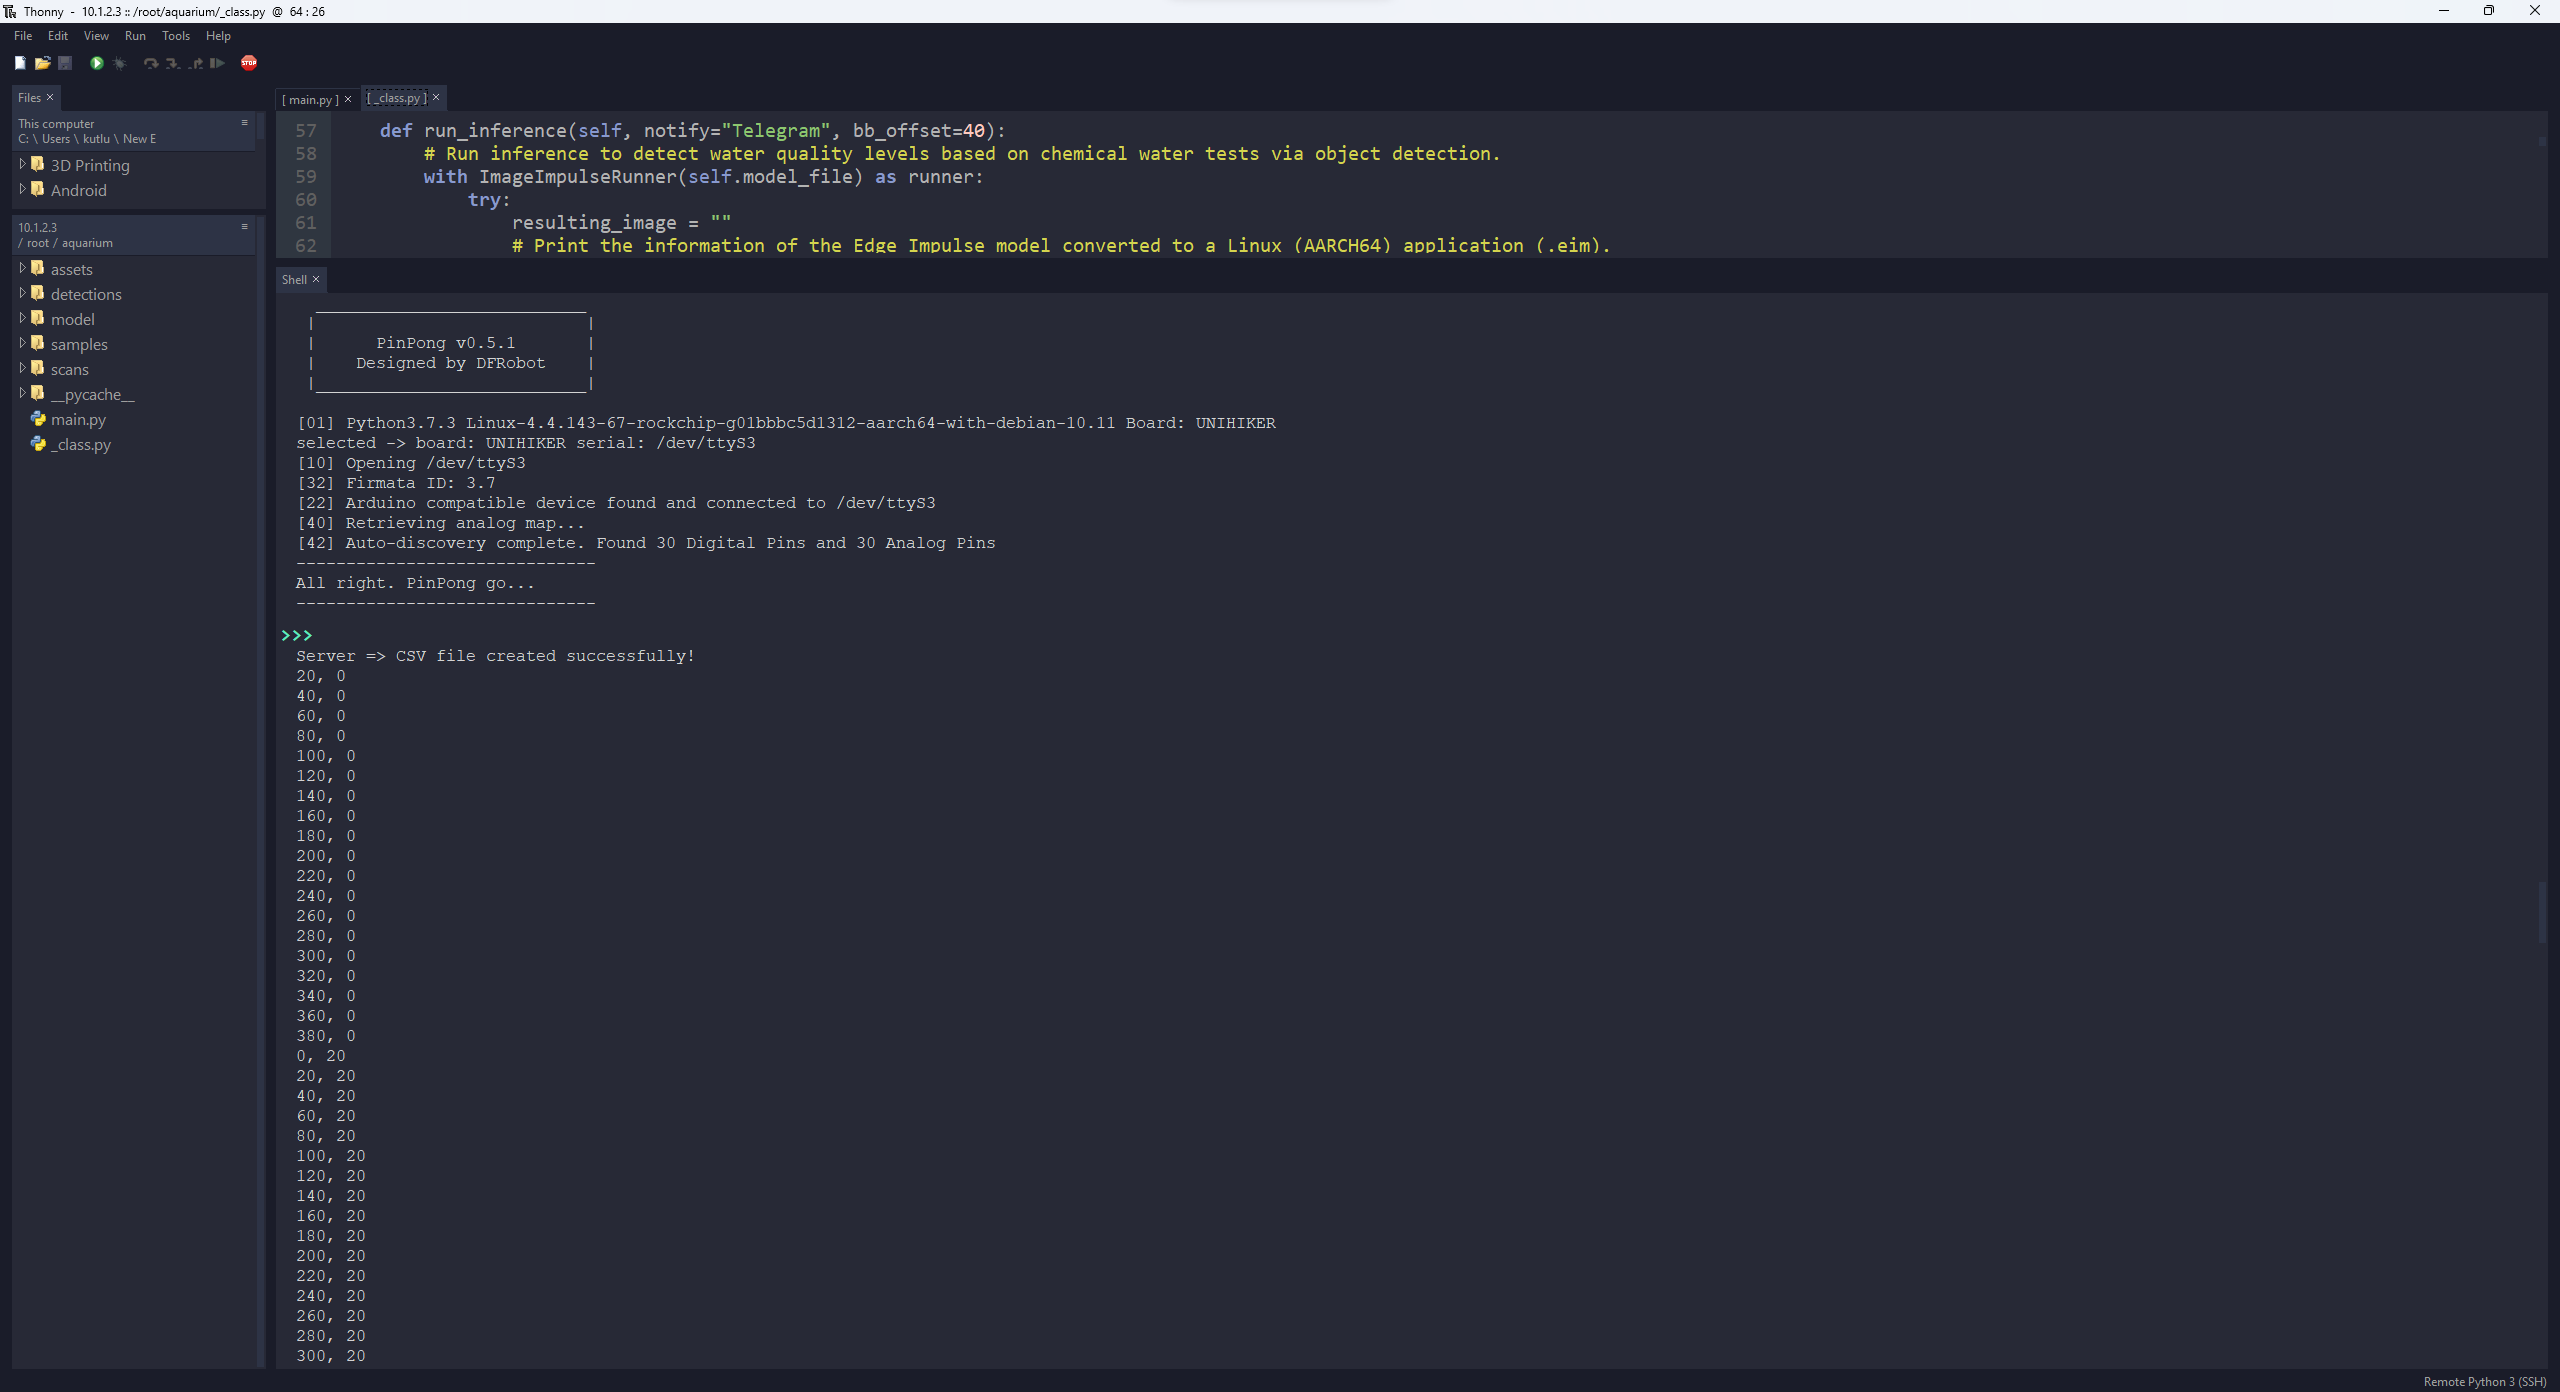 Thonny - 10.1.2.3 :: /root/aquarium/_class.py @ 64 : 26
File Edit View Run Tools Help
STOP
Files ×
This computer
C: \ Users \ kutlu \ New E
3D Printing
Android
10.1.2.3
/ root / aquarium
assets
detections
model
samples
scans
__pycache__
main.py
_class.py
[ main.py ] × [ _class.py ] ×
57 def run_inference(self, notify="Telegram", bb_offset=40):
58 # Run inference to detect water quality levels based on chemical water tests via object detection.
59 with ImageImpulseRunner(self.model_file) as runner:
60 try:
61 resulting_image = ""
62 # Print the information of the Edge Impulse model converted to a Linux (AARCH64) application (.eim).
Shell ×
PinPong v0.5.1
Designed by DFRobot
[01] Python3.7.3 Linux-4.4.143-67-rockchip-g01bbbc5d1312-aarch64-with-debian-10.11 Board: UNIHIKER
selected -> board: UNIHIKER serial: /dev/ttyS3
[10] Opening /dev/ttyS3
[32] Firmata ID: 3.7
[22] Arduino compatible device found and connected to /dev/ttyS3
[40] Retrieving analog map...
[42] Auto-discovery complete. Found 30 Digital Pins and 30 Analog Pins
------------------------------
All right. PinPong go...
------------------------------
>>>
Server => CSV file created successfully!
20, 0
40, 0
60, 0
80, 0
100, 0
120, 0
140, 0
160, 0
180, 0
200, 0
220, 0
240, 0
260, 0
280, 0
300, 0
320, 0
340, 0
360, 0
380, 0
0, 20
20, 20
40, 20
60, 20
80, 20
100, 20
120, 20
140, 20
160, 20
180, 20
200, 20
220, 20
240, 20
260, 20
280, 20
300, 20
Remote Python 3 (SSH)